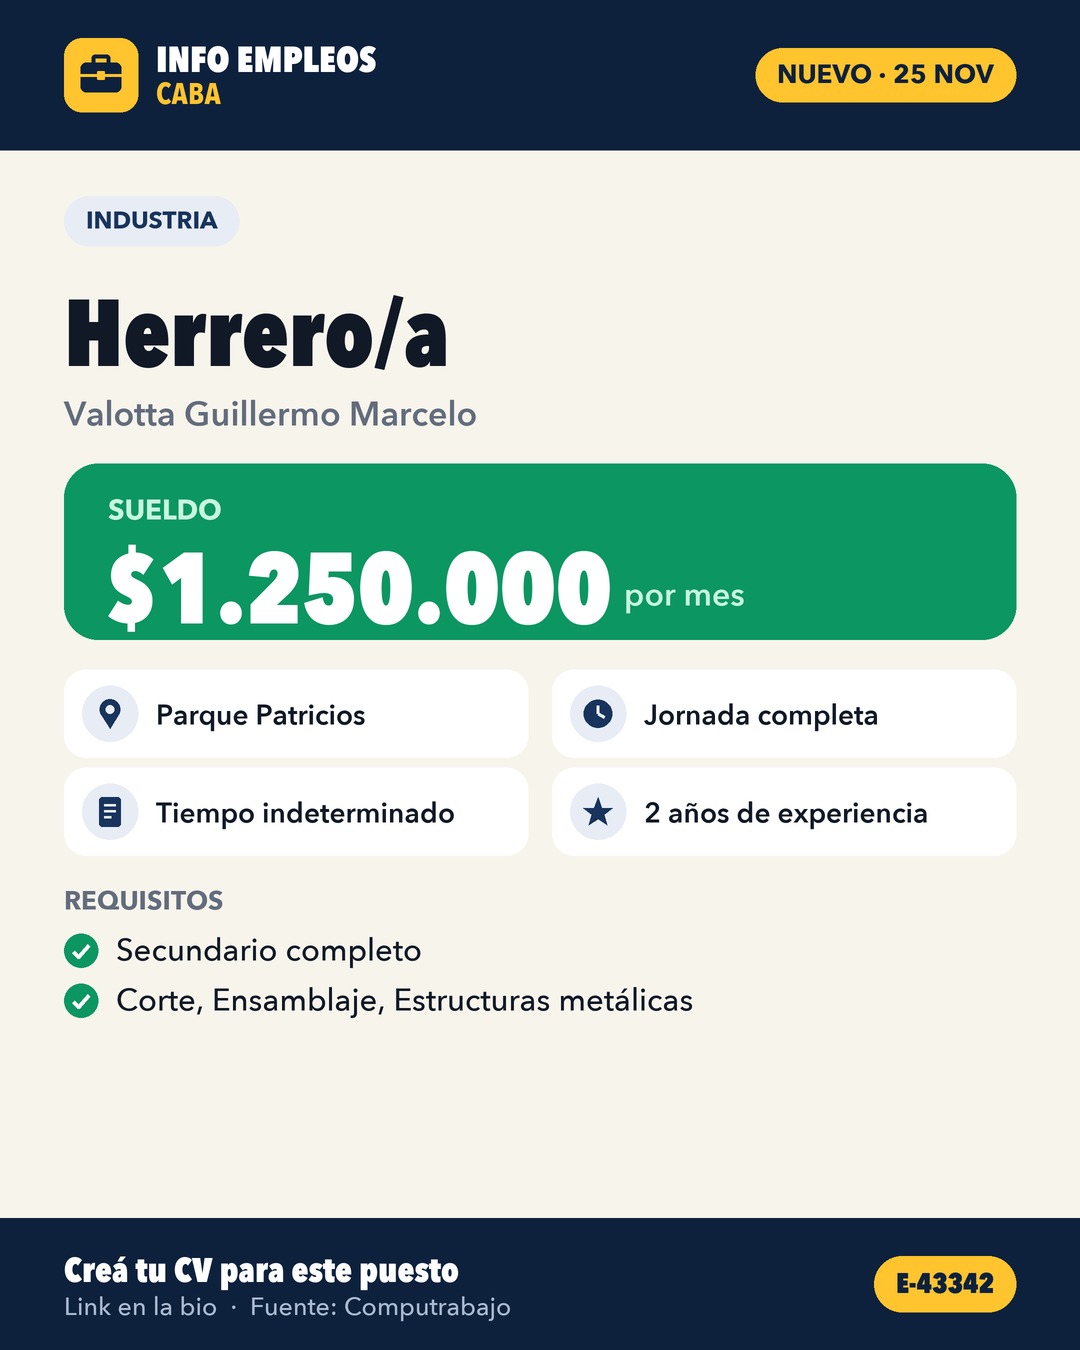 INFO EMPLEOS
CABA
NUEVO · 25 NOV
INDUSTRIA
Herrero/a
Valotta Guillermo Marcelo
SUELDO
$1.250.000 por mes
Parque Patricios
Jornada completa
Tiempo indeterminado
2 años de experiencia
REQUISITOS
Secundario completo
Corte, Ensamblaje, Estructuras metálicas
Creá tu CV para este puesto
Link en la bio · Fuente: Computrabajo
E-43342